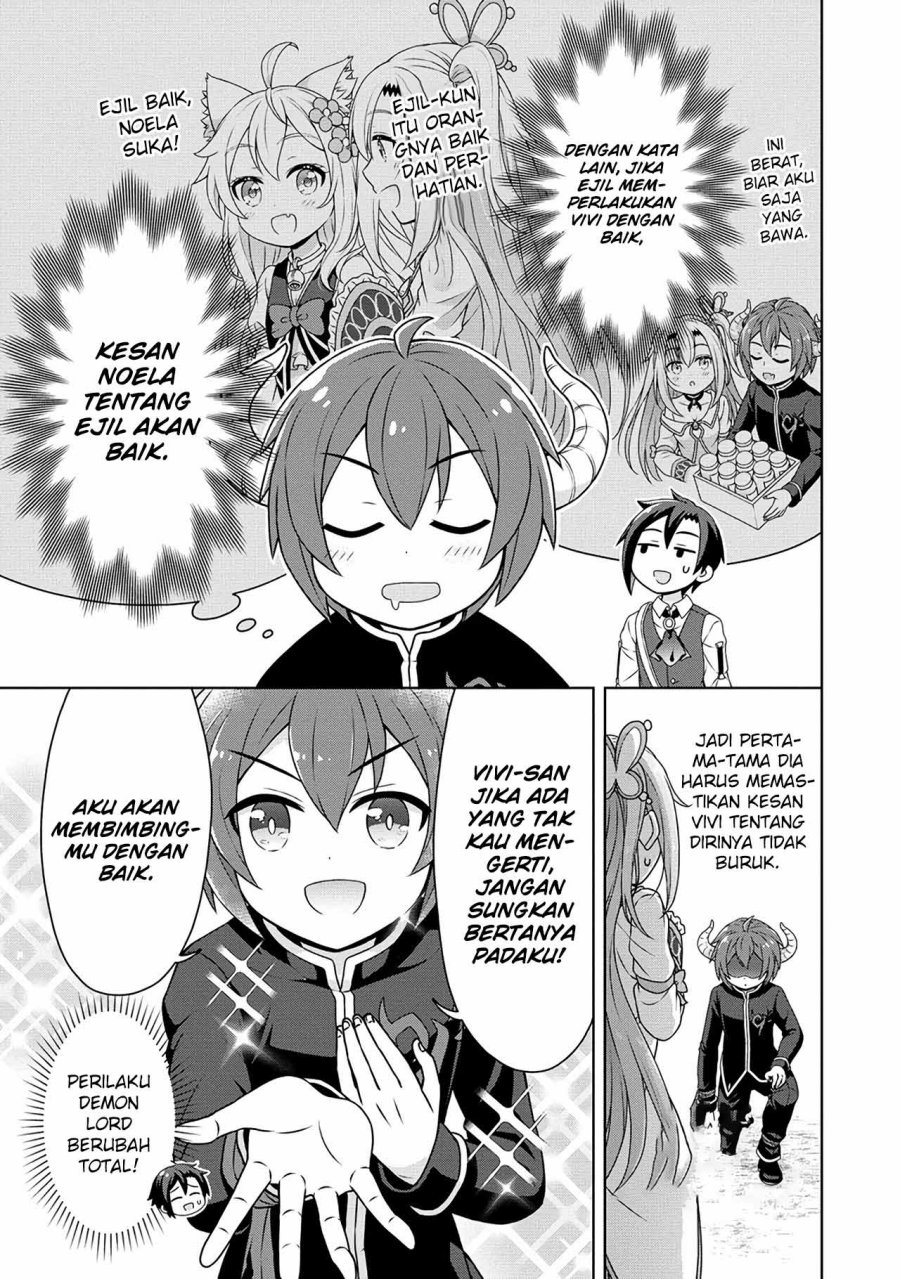 INI
BERAT,
BIAR AKU
SAJA
YANG
BAWA.
DENGAN KATA
LAIN, JIKA
EJIL MEM-
PERLAKUKAN
VIVI DENGAN
BAIK,
EJIL-KUN
ITU ORAN-
GNYA BAIK
DAN PER-
HATIAN.
EJIL BAIK,
NOELA
SUKA!
KESAN
NOELA
TENTANG
EJIL AKAN
BAIK.
JADI PERTA-
MA-TAMA DIA
HARUS MEMAS-
TIKAN KESAN
VIVI TENTANG
DIRINYA TIDAK
BURUK.
VIVI-SAN
JIKA ADA
YANG TAK
KAU MEN-
GERTI,
JANGAN
SUNGKAN
BERTANYA
PADAKU!
AKU AKAN
MEMBIMBING-
MU DENGAN
BAIK.
PERILAKU
DEMON
LORD
BERUBAH
TOTAL!